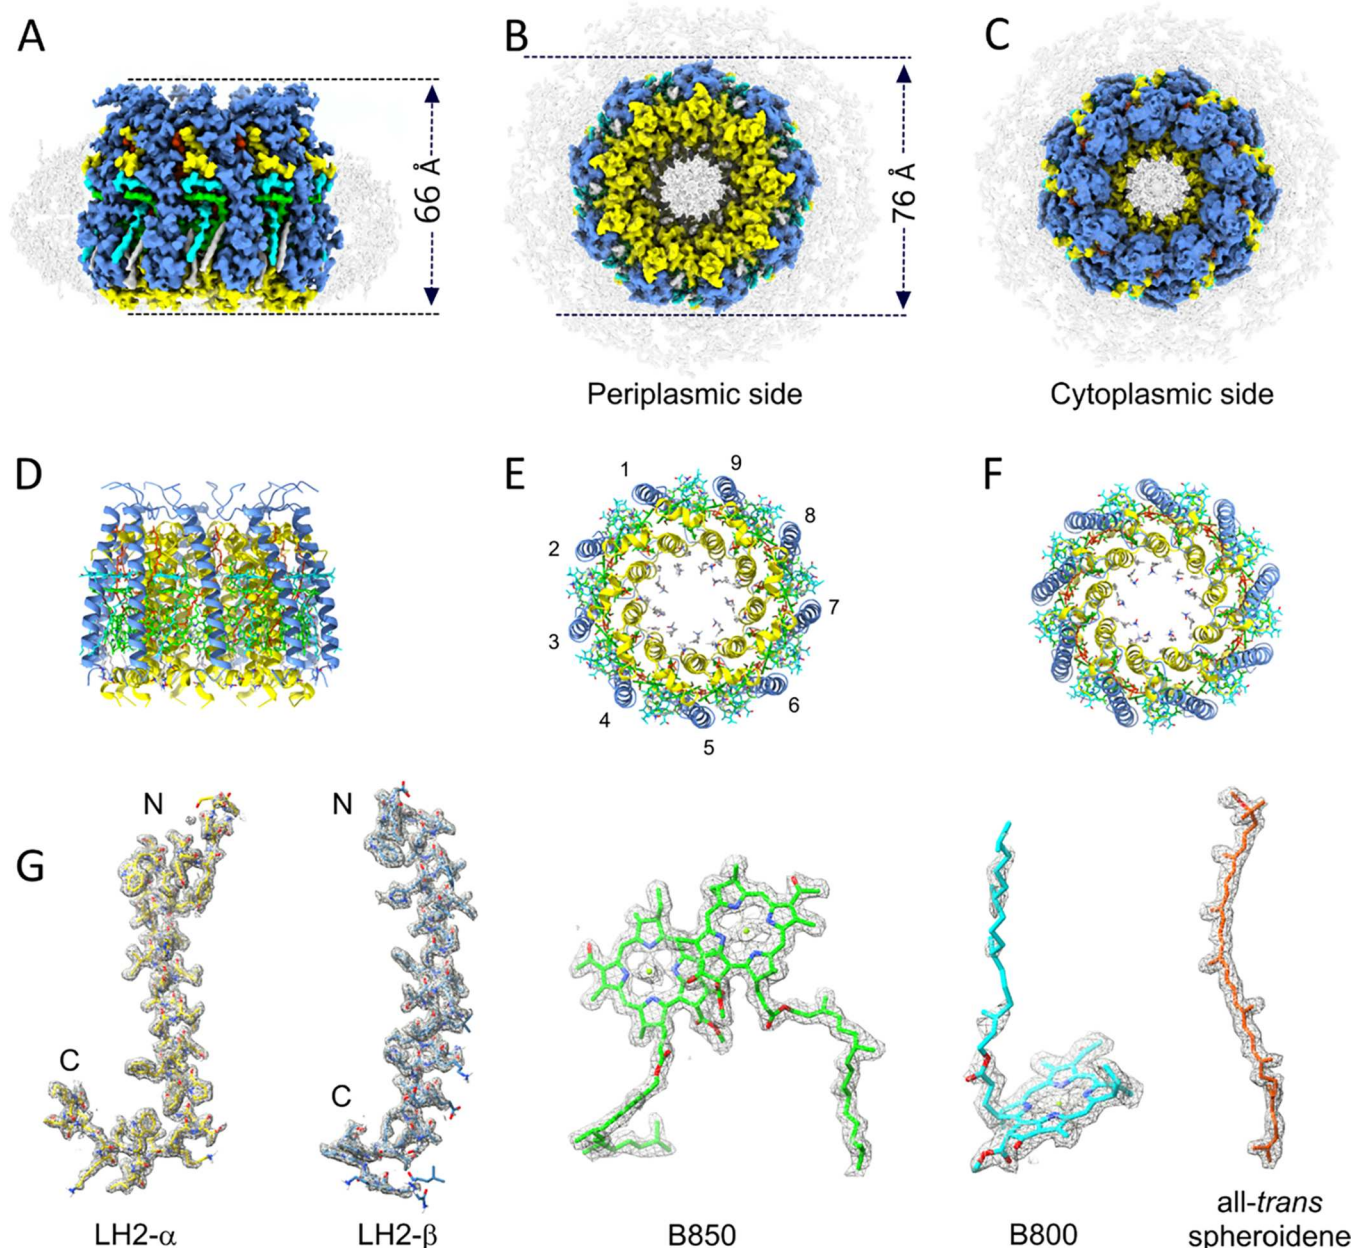 A
B
C
66 Å
76 Å
Periplasmic side
Cytoplasmic side
D
E
F
1
9
2
8
3
7
4
6
5
G
N
N
C
C
LH2-α
LH2-β
B850
B800
all-trans
spheroidene